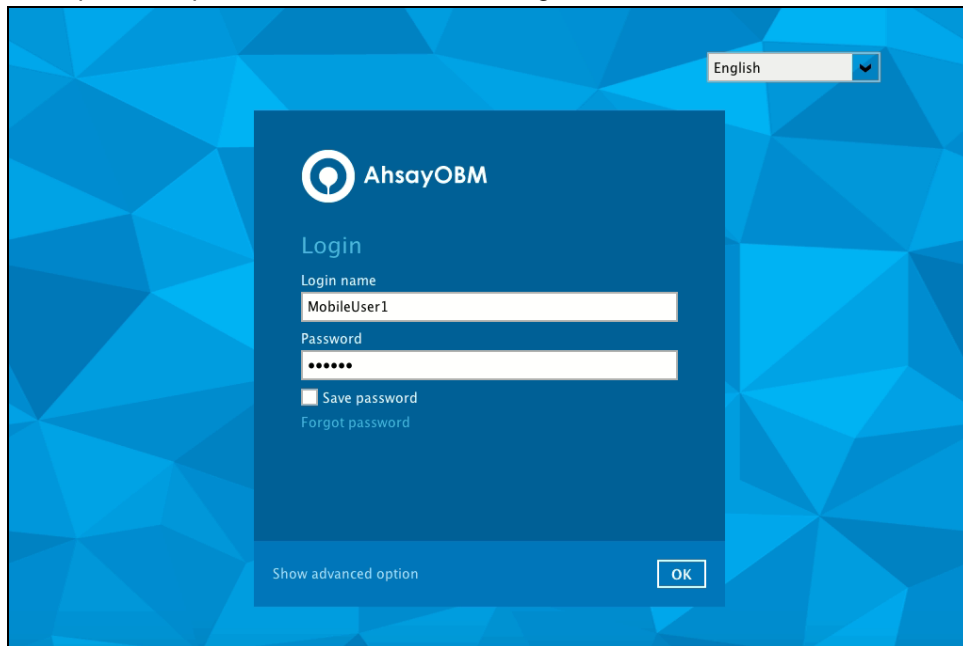 English
AhsayOBM
Login
Login name
MobileUser1
Password
••••••
Save password
Forgot password
Show advanced option
OK